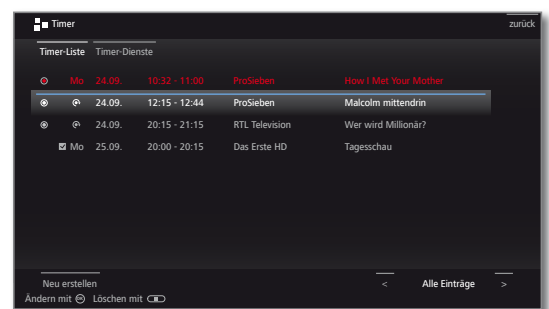 Timer zurück
Timer-Liste Timer-Dienste
Mo 24.09. 10:32 - 11:00 ProSieben How I Met Your Mother
24.09. 12:15 - 12:44 ProSieben Malcolm mittendrin
24.09. 20:15 - 21:15 RTL Television Wer wird Millionär?
Mo 25.09. 20:00 - 20:15 Das Erste HD Tagesschau
Neu erstellen < Alle Einträge >
Ändern mit OK Löschen mit